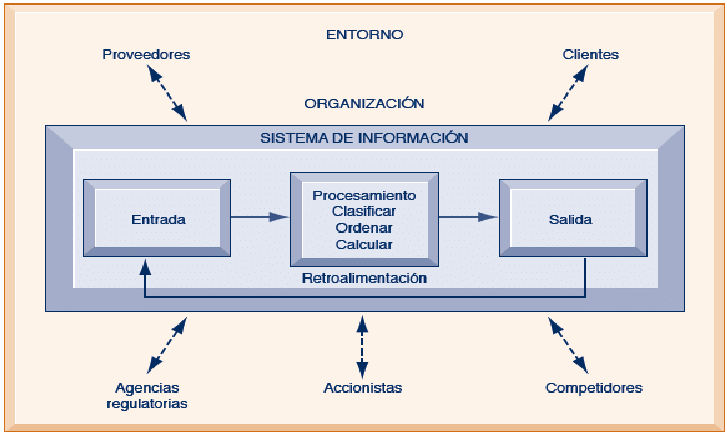 ENTORNO
Proveedores
Clientes
ORGANIZACIÓN
SISTEMA DE INFORMACIÓN
Entrada
Procesamiento
Clasificar
Ordenar
Calcular
Salida
Retroalimentación
Agencias
regulatorias
Accionistas
Competidores